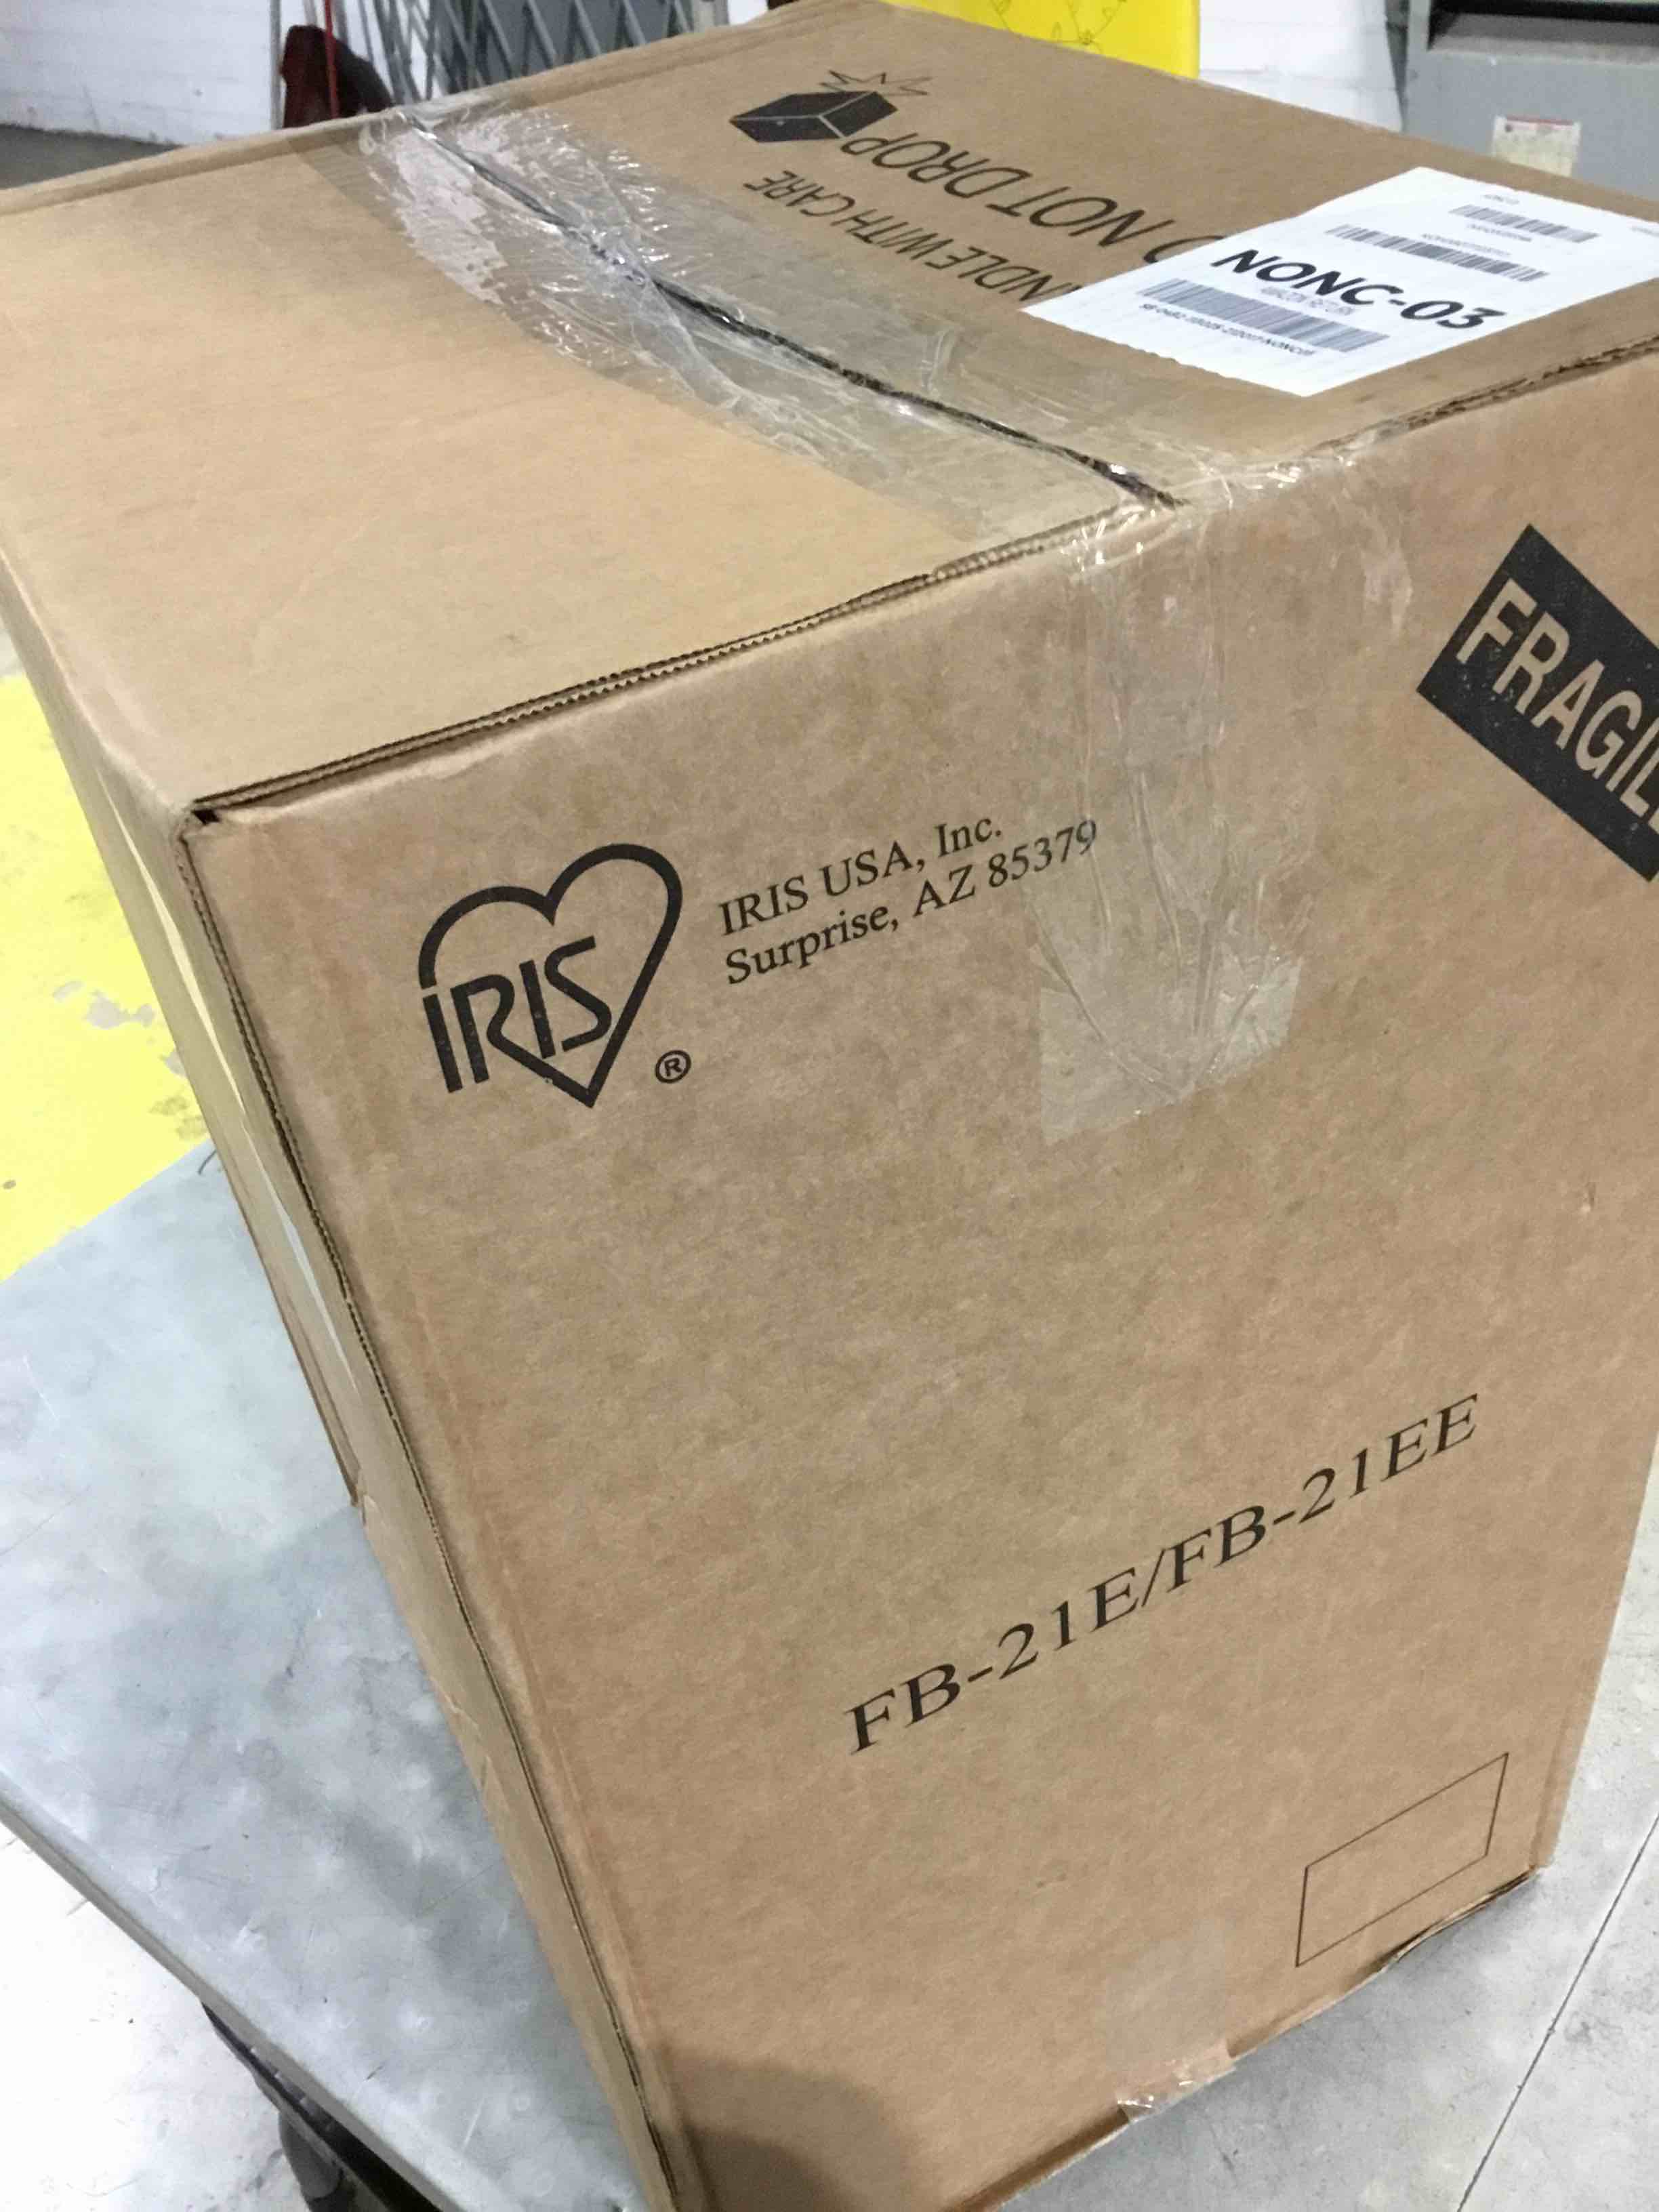 HANDLE WITH CARE
DO NOT DROP
NONC-03
FRAGIL
IRIS
®
IRIS USA, Inc.
Surprise, AZ 85379
FB-21E/FB-21EE